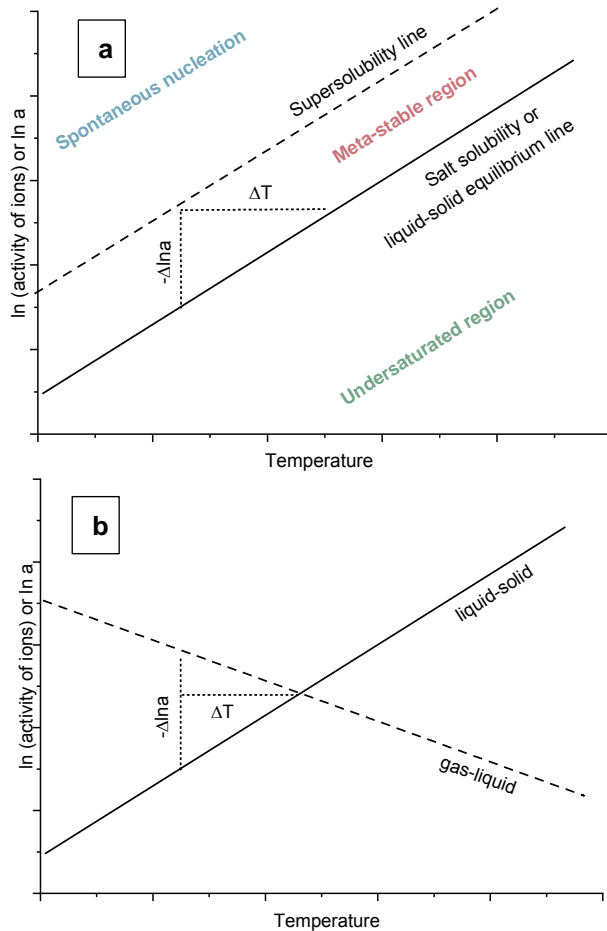 a
Spontaneous nucleation
Supersolubility line
Meta-stable region
Salt solubility or
liquid-solid equilibrium line
ΔT
-Δlna
Undersaturated region
ln (activity of ions) or ln a
Temperature
b
liquid-solid
-Δlna
ΔT
gas-liquid
ln (activity of ions) or ln a
Temperature